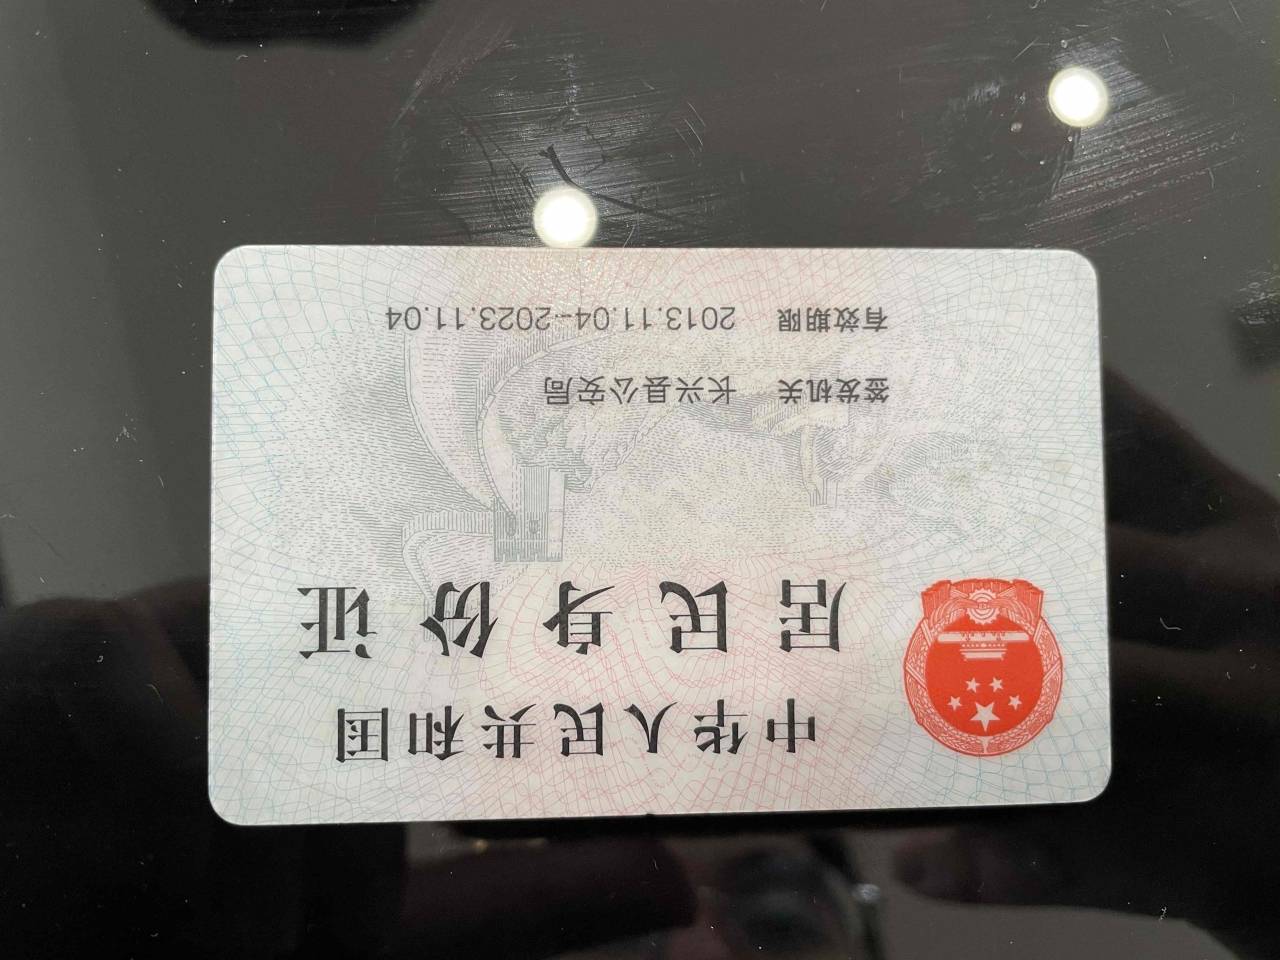 中华人民共和国
居民身份证
签发机关 长兴县公安局
有效期限 2013.11.04-2023.11.04